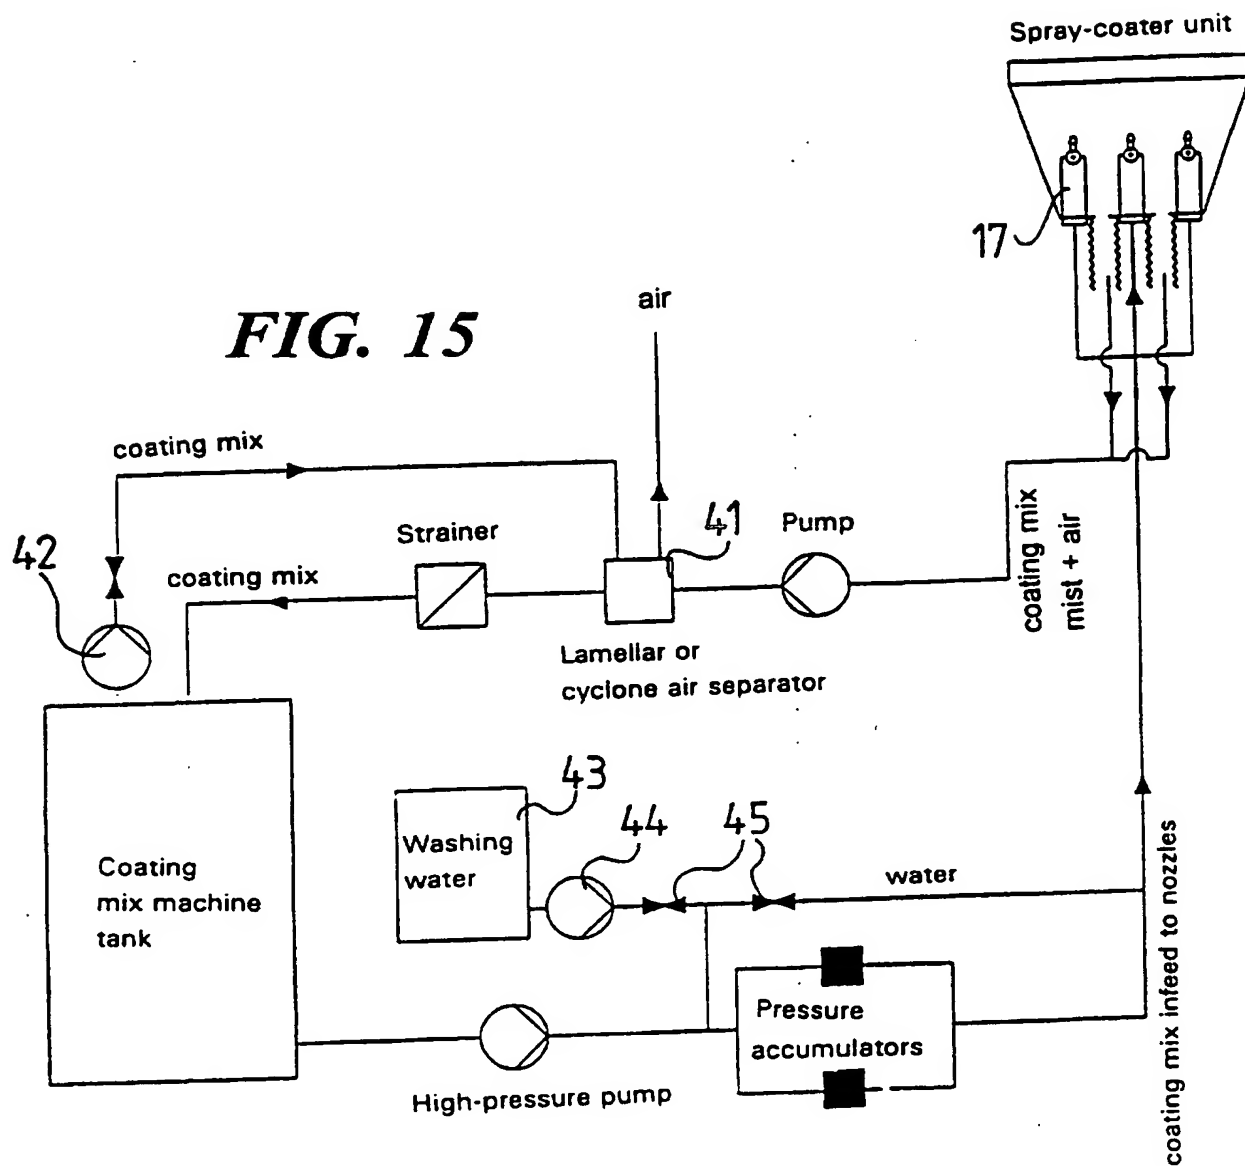 Spray-coater unit
17
air
FIG. 15
coating mix
42
Strainer
41
Pump
coating mix
coating mix
mist + air
Lamellar or
cyclone air separator
43
44
45
Washing
water
water
Coating
mix machine
tank
Pressure
accumulators
High-pressure pump
coating mix infeed to nozzles